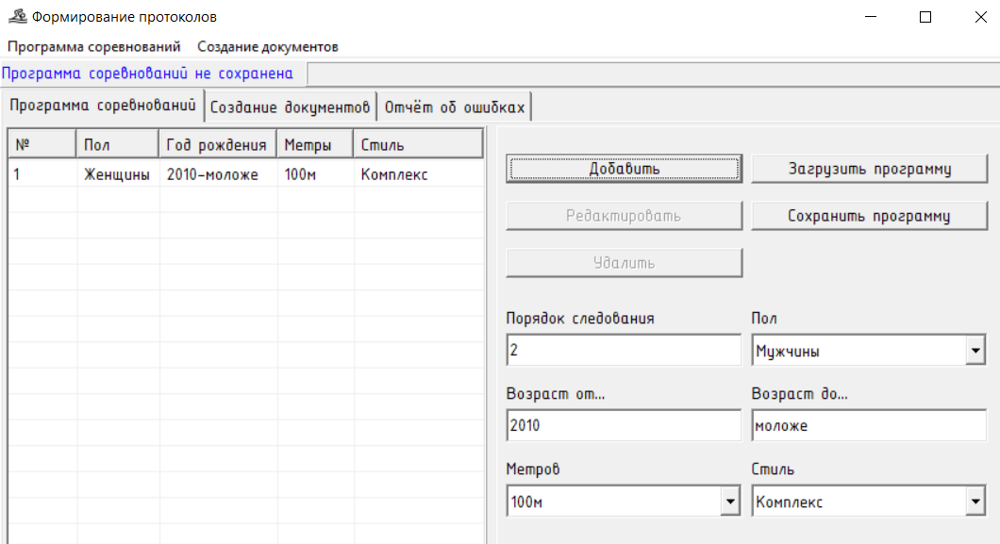 Формирование протоколов
Программа соревнований Создание документов
Программа соревнований не сохранена
Программа соревнований Создание документов Отчёт об ошибках
№ Пол Год рождения Метры Стиль
1 Женщины 2010-моложе 100м Комплекс
Добавить Загрузить программу
Редактировать Сохранить программу
Удалить
Порядок следования Пол
2 Мужчины
Возраст от... Возраст до...
2010 моложе
Метров Стиль
100м Комплекс